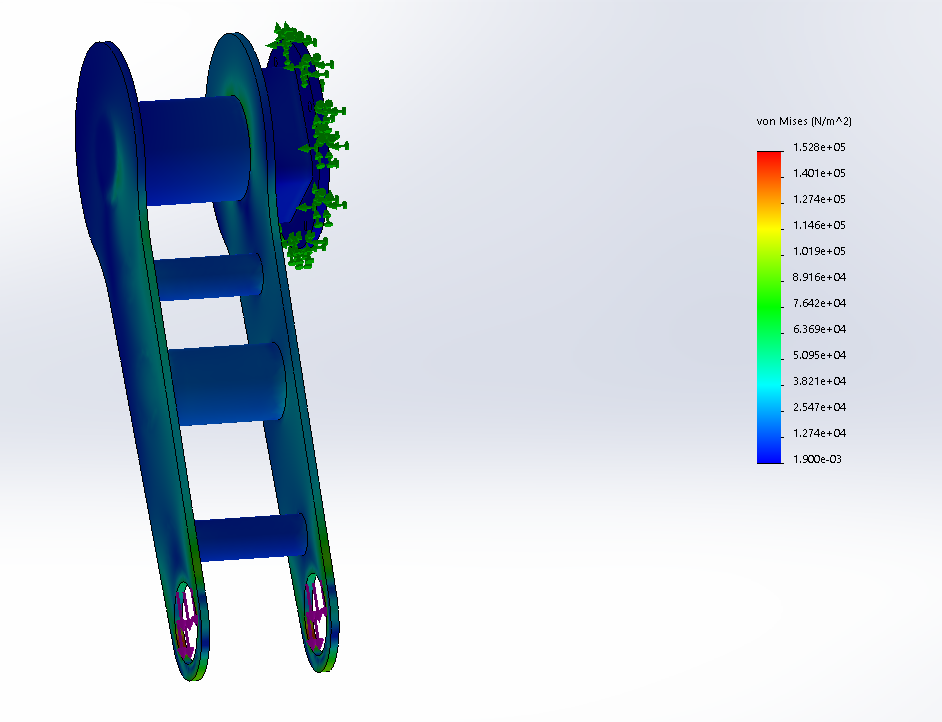 von Mises (N/m^2)
1.528e+05
1.401e+05
1.274e+05
1.146e+05
1.019e+05
8.916e+04
7.642e+04
6.369e+04
5.095e+04
3.821e+04
2.547e+04
1.274e+04
1.900e-03